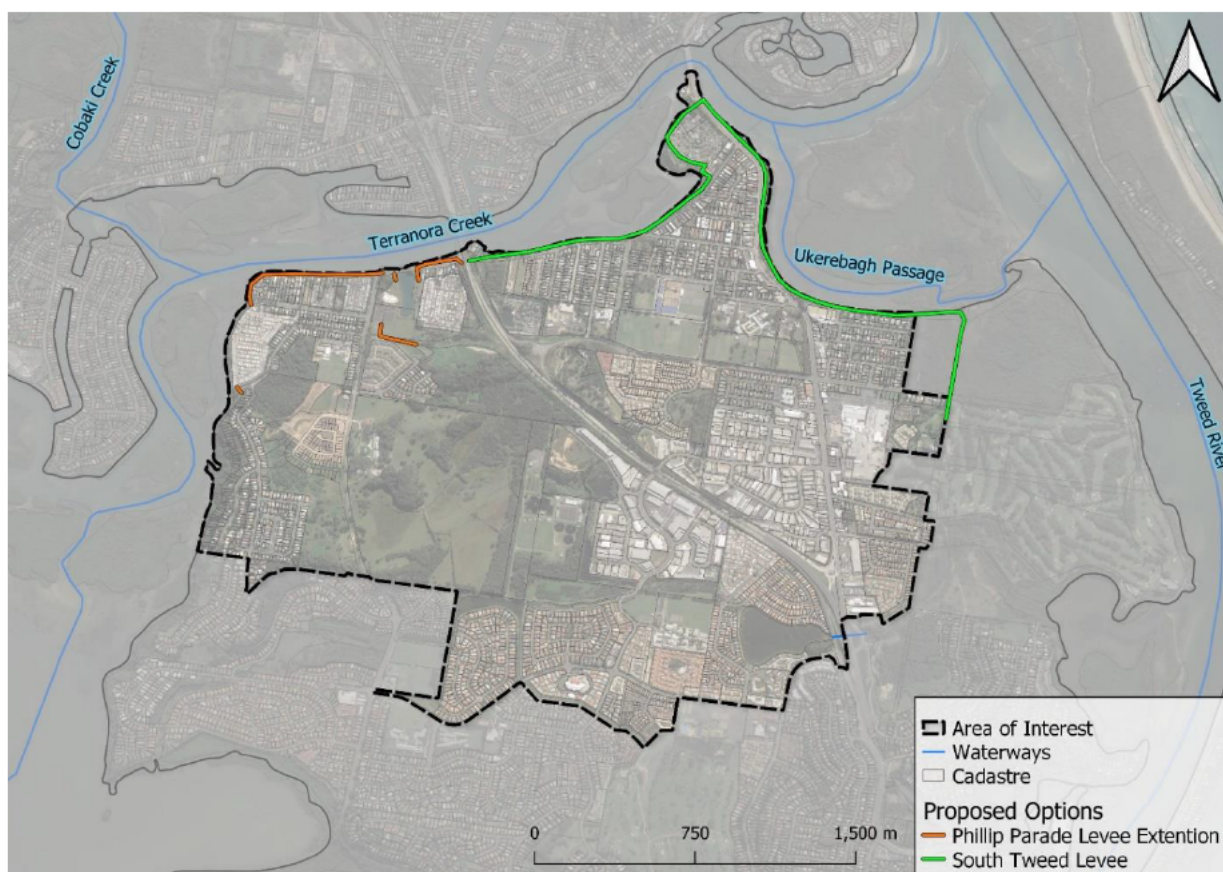 Cobaki Creek
Terranora Creek
Ukerebagh Passage
Tweed River
Area of Interest
Waterways
Cadastre
Proposed Options
Phillip Parade Levee Extention
South Tweed Levee
0 750 1,500 m